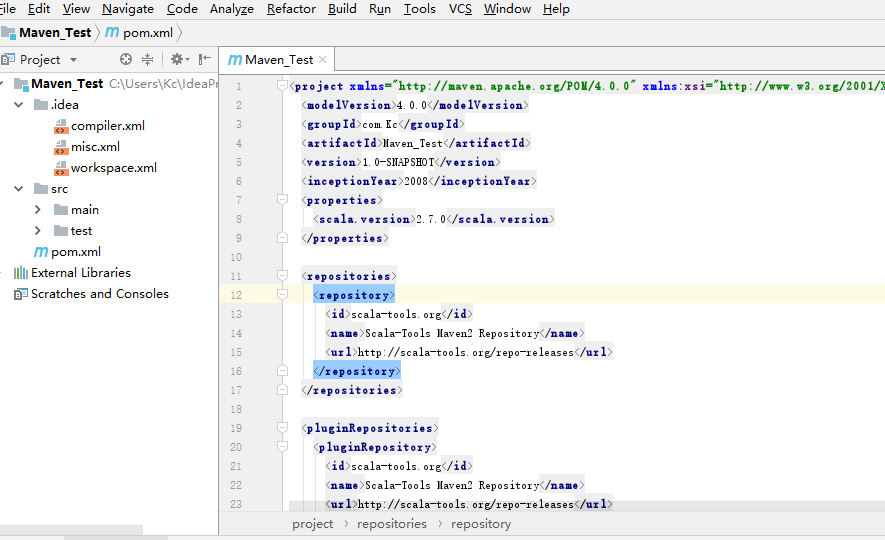 File Edit View Navigate Code Analyze Refactor Build Run Tools VCS Window Help
Maven_Test pom.xml
Project
Maven_Test
Maven_Test C:\Users\Kc\IdeaPr
.idea
compiler.xml
misc.xml
workspace.xml
src
main
test
pom.xml
External Libraries
Scratches and Consoles
1 <project xmlns="http://maven.apache.org/POM/4.0.0" xmlns:xsi="http://www.w3.org/2001/X
2 <modelVersion>4.0.0</modelVersion>
3 <groupId>com.Kc</groupId>
4 <artifactId>Maven_Test</artifactId>
5 <version>1.0-SNAPSHOT</version>
6 <inceptionYear>2008</inceptionYear>
7 <properties>
8 <scala.version>2.7.0</scala.version>
9 </properties>
10
11 <repositories>
12 <repository>
13 <id>scala-tools.org</id>
14 <name>Scala-Tools Maven2 Repository</name>
15 <url>http://scala-tools.org/repo-releases</url>
16 </repository>
17 </repositories>
18
19 <pluginRepositories>
20 <pluginRepository>
21 <id>scala-tools.org</id>
22 <name>Scala-Tools Maven2 Repository</name>
23 <url>http://scala-tools.org/repo-releases</url>
project repositories repository